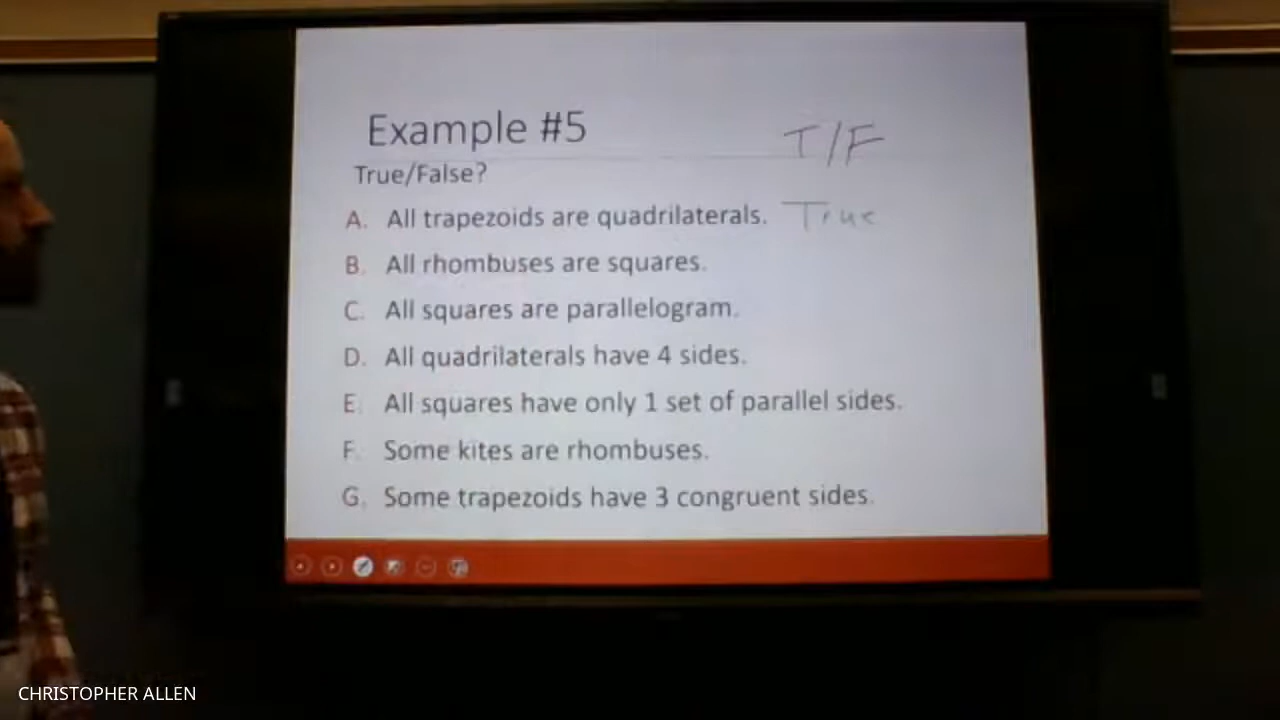 Example #5
T/F
True/False?
A. All trapezoids are quadrilaterals. True
B. All rhombuses are squares.
C. All squares are parallelogram.
D. All quadrilaterals have 4 sides.
E. All squares have only 1 set of parallel sides.
F. Some kites are rhombuses.
G. Some trapezoids have 3 congruent sides.
CHRISTOPHER ALLEN